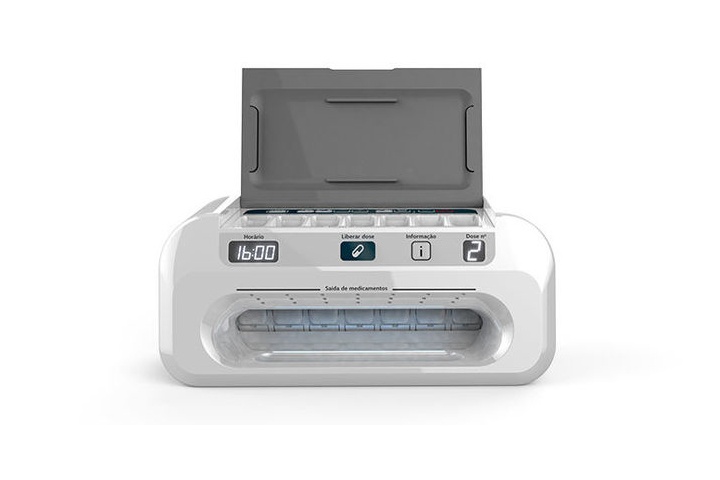 Horário
Liberar dose
Informação
Dose nº
16:00
i
2
Saída de medicamentos